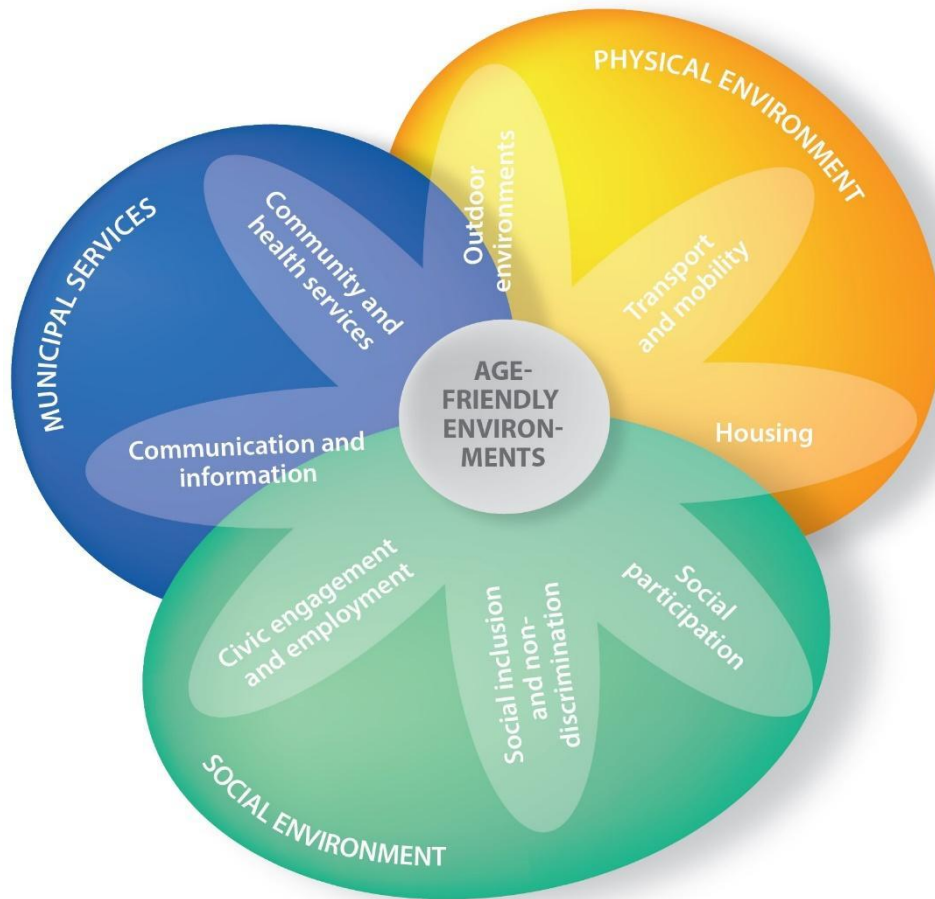 PHYSICAL ENVIRONMENT
Outdoor
environments
Transport
and mobility
Housing
MUNICIPAL SERVICES
Community and
health services
Communication and
information
AGE-
FRIENDLY
ENVIRON-
MENTS
Civic engagement
and employment
Social inclusion
and non-
discrimination
Social
participation
SOCIAL ENVIRONMENT